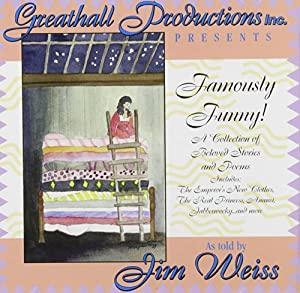 Greathall Productions Inc.
PRESENTS
Famously
Funny!
A Collection of
Beloved Stories
and Poems
Includes:
The Emperor's New Clothes,
The Real Princess, Anansi,
Jabberwocky...and more
As told by
Jim Weiss